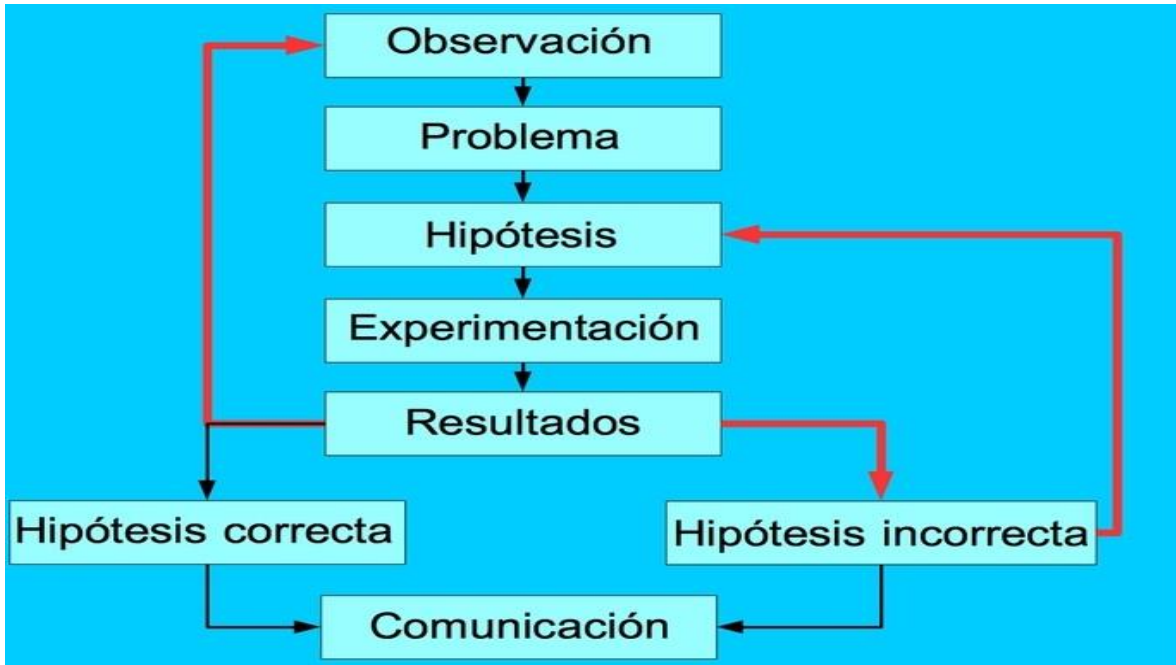 Observación
Problema
Hipótesis
Experimentación
Resultados
Hipótesis correcta
Hipótesis incorrecta
Comunicación